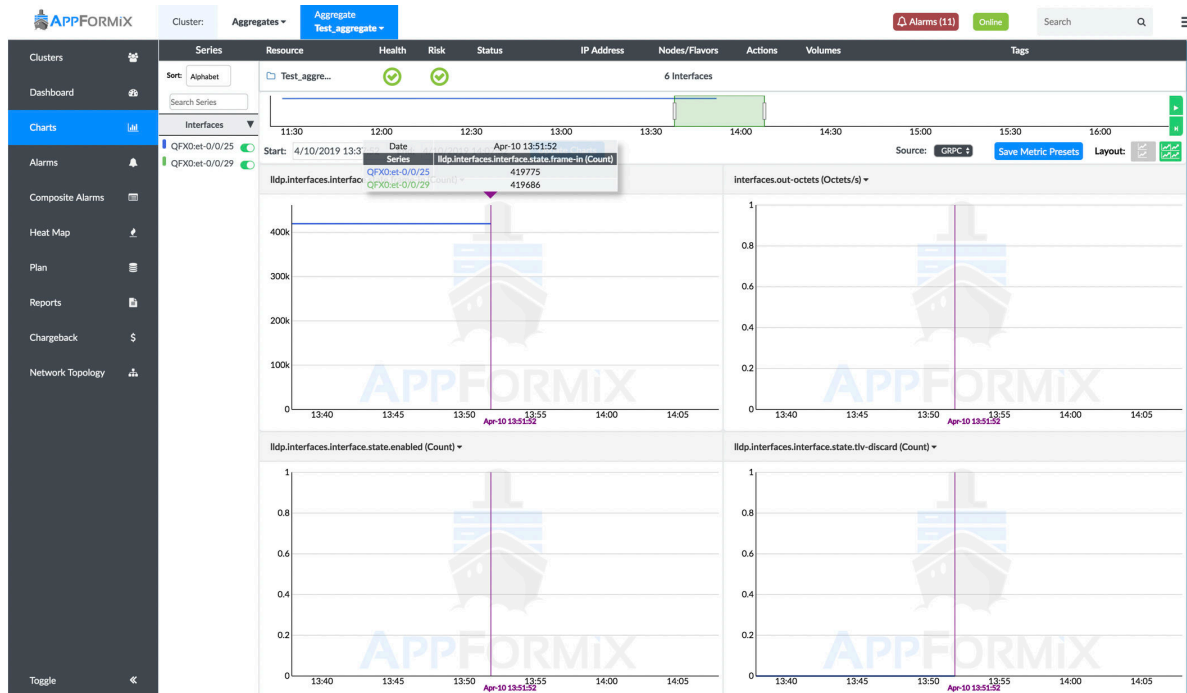 APPFORMIX
Cluster: Aggregates Aggregate
Test_aggregate
Alarms (11) Online Search
Clusters
Dashboard
Charts
Alarms
Composite Alarms
Heat Map
Plan
Reports
Chargeback
Network Topology
Toggle
Series Resource Health Risk Status IP Address Nodes/Flavors Actions Volumes Tags
Sort: Alphabet
Search Series
Interfaces
QFX0:et-0/0/25
QFX0:et-0/0/29
Test_aggre... 6 Interfaces
11:30 12:00 12:30 13:00 13:30 14:00 14:30 15:00 15:30 16:00
Start: 4/10/2019 13:3
Date Apr-10 13:51:52
Series lldp.interfaces.interface.state.frame-in (Count)
QFX0:et-0/0/25 419775
QFX0:et-0/0/29 419686
Source: GRPC Save Metric Presets Layout:
lldp.interfaces.interfac
400k
300k
200k
100k
0
13:40 13:45 13:50 13:55 14:00 14:05
Apr-10 13:51:52
APPFORMIX
interfaces.out-octets (Octets/s)
1
0.8
0.6
0.4
0.2
0
13:40 13:45 13:50 13:55 14:00 14:05
Apr-10 13:51:52
APPFORMIX
lldp.interfaces.interface.state.enabled (Count)
1
0.8
0.6
0.4
0.2
0
13:40 13:45 13:50 13:55 14:00 14:05
Apr-10 13:51:52
APPFORMIX
lldp.interfaces.interface.state.tlv-discard (Count)
1
0.8
0.6
0.4
0.2
0
13:40 13:45 13:50 13:55 14:00 14:05
Apr-10 13:51:52
APPFORMIX